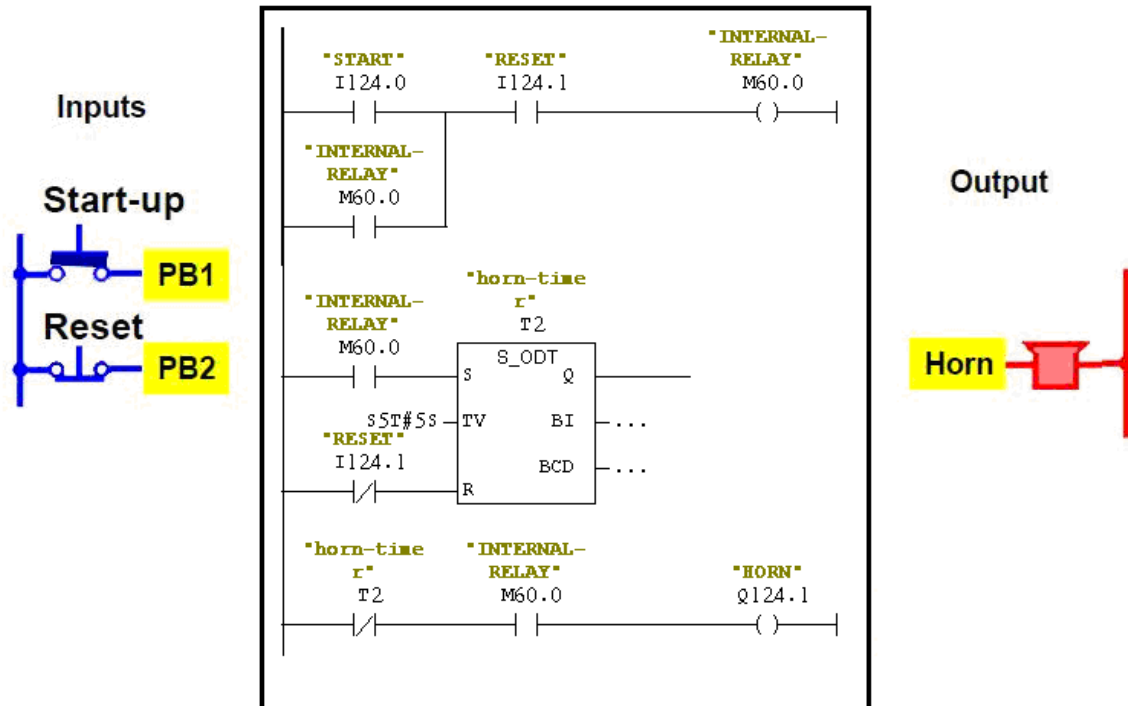 Inputs
Start-up
PB1
Reset
PB2
"START"
I124.0
"RESET"
I124.1
"INTERNAL-
RELAY"
M60.0
"INTERNAL-
RELAY"
M60.0
"INTERNAL-
RELAY"
M60.0
"horn-time
r"
T2
S_ODT
S
Q
S5T#5S
TV
BI
...
"RESET"
I124.1
BCD
...
R
"horn-time
r"
T2
"INTERNAL-
RELAY"
M60.0
"HORN"
Q124.1
Output
Horn